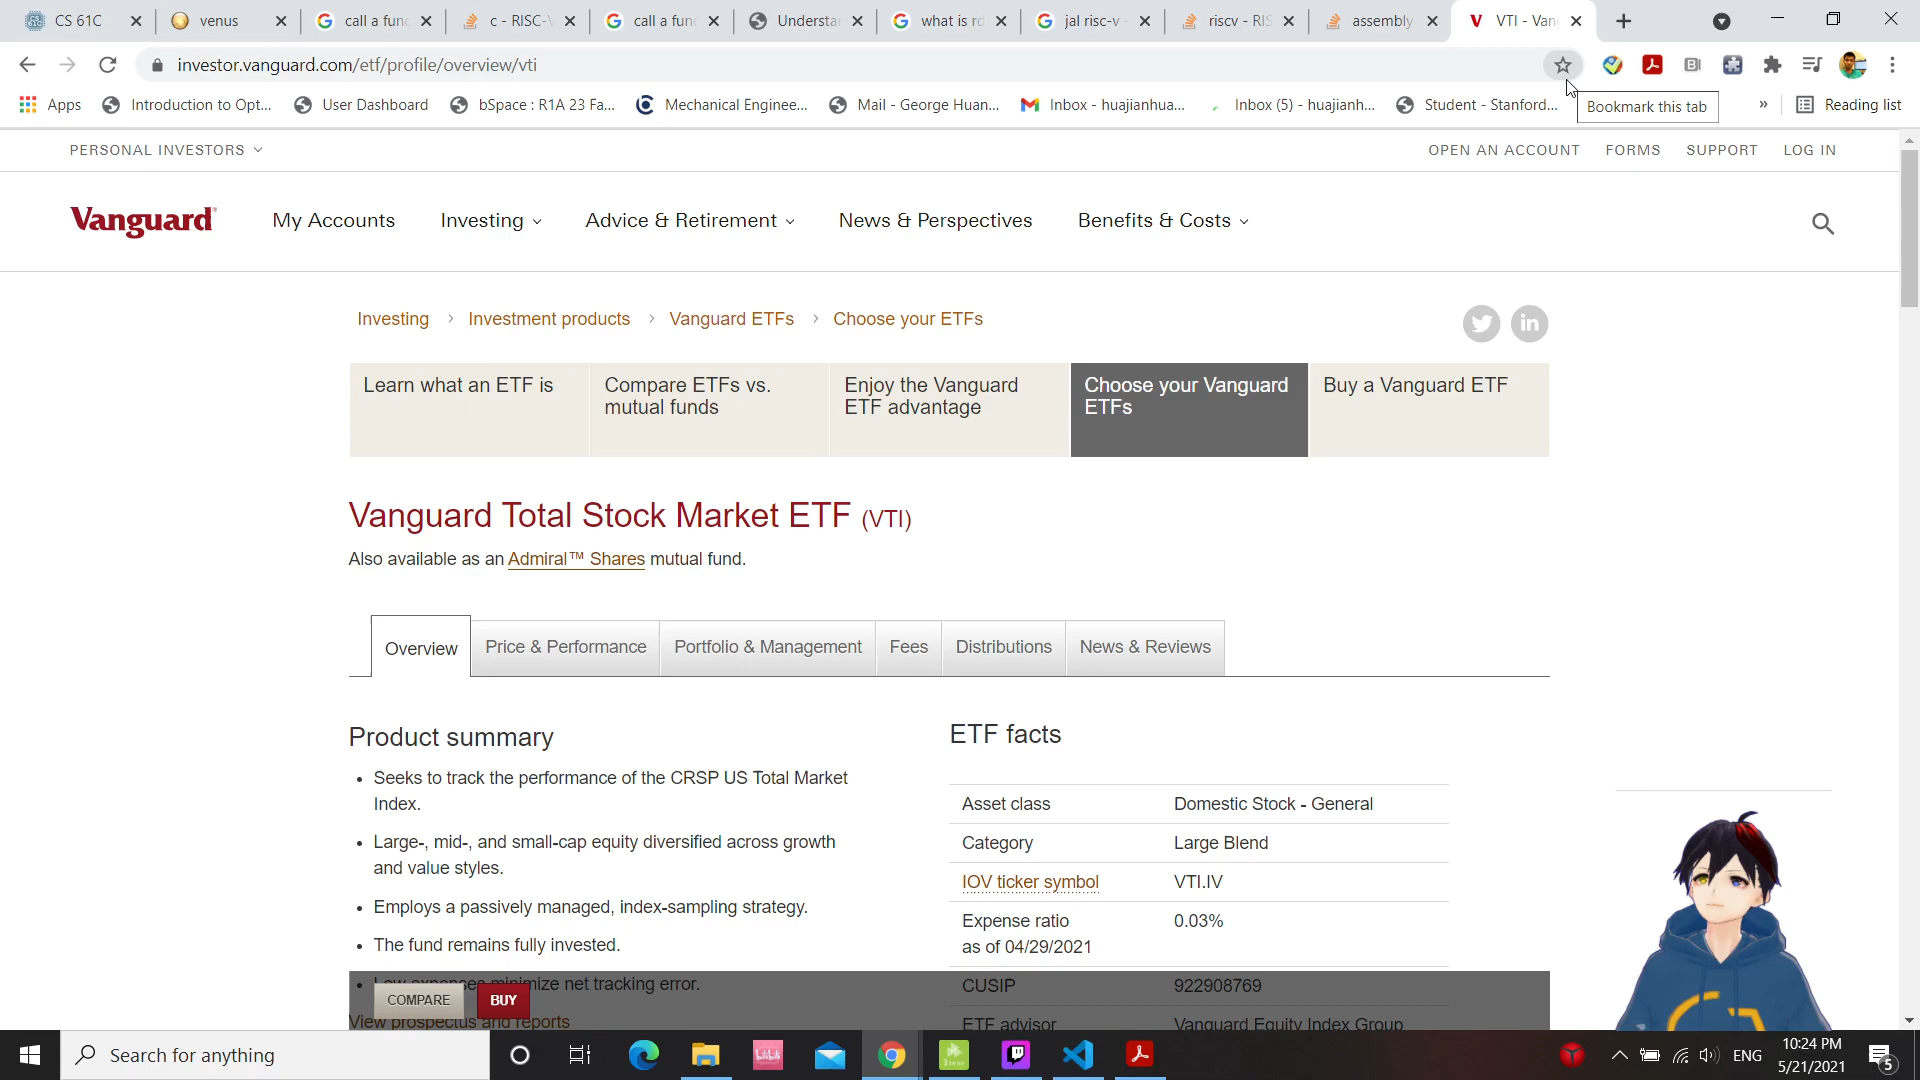 CS 61C
venus
call a fun
c - RISC-V
call a fun
Understa
what is rd
jal risc-v -
riscv - RIS
assembly
VTI - Van
investor.vanguard.com/etf/profile/overview/vti
Apps
Introduction to Opt...
User Dashboard
bSpace : R1A 23 Fa...
Mechanical Enginee...
Mail - George Huan...
Inbox - huajianhua...
Inbox (5) - huajianh...
Student - Stanford...
Bookmark this tab
»
Reading list
PERSONAL INVESTORS
OPEN AN ACCOUNT
FORMS
SUPPORT
LOG IN
Vanguard
My Accounts
Investing
Advice & Retirement
News & Perspectives
Benefits & Costs
Investing
Investment products
Vanguard ETFs
Choose your ETFs
in
Learn what an ETF is
Compare ETFs vs.
mutual funds
Enjoy the Vanguard
ETF advantage
Choose your Vanguard
ETFs
Buy a Vanguard ETF
Vanguard Total Stock Market ETF (VTI)
Also available as an Admiral™ Shares mutual fund.
Overview
Price & Performance
Portfolio & Management
Fees
Distributions
News & Reviews
Product summary
• Seeks to track the performance of the CRSP US Total Market
Index.
• Large-, mid-, and small-cap equity diversified across growth
and value styles.
• Employs a passively managed, index-sampling strategy.
• The fund remains fully invested.
• Low expenses minimize net tracking error.
COMPARE
BUY
View prospectus and reports
ETF facts
Asset class Domestic Stock - General
Category Large Blend
IOV ticker symbol VTI.IV
Expense ratio 0.03%
as of 04/29/2021
CUSIP 922908769
ETF advisor Vanguard Equity Index Group
Search for anything
ENG
10:24 PM
5/21/2021
5